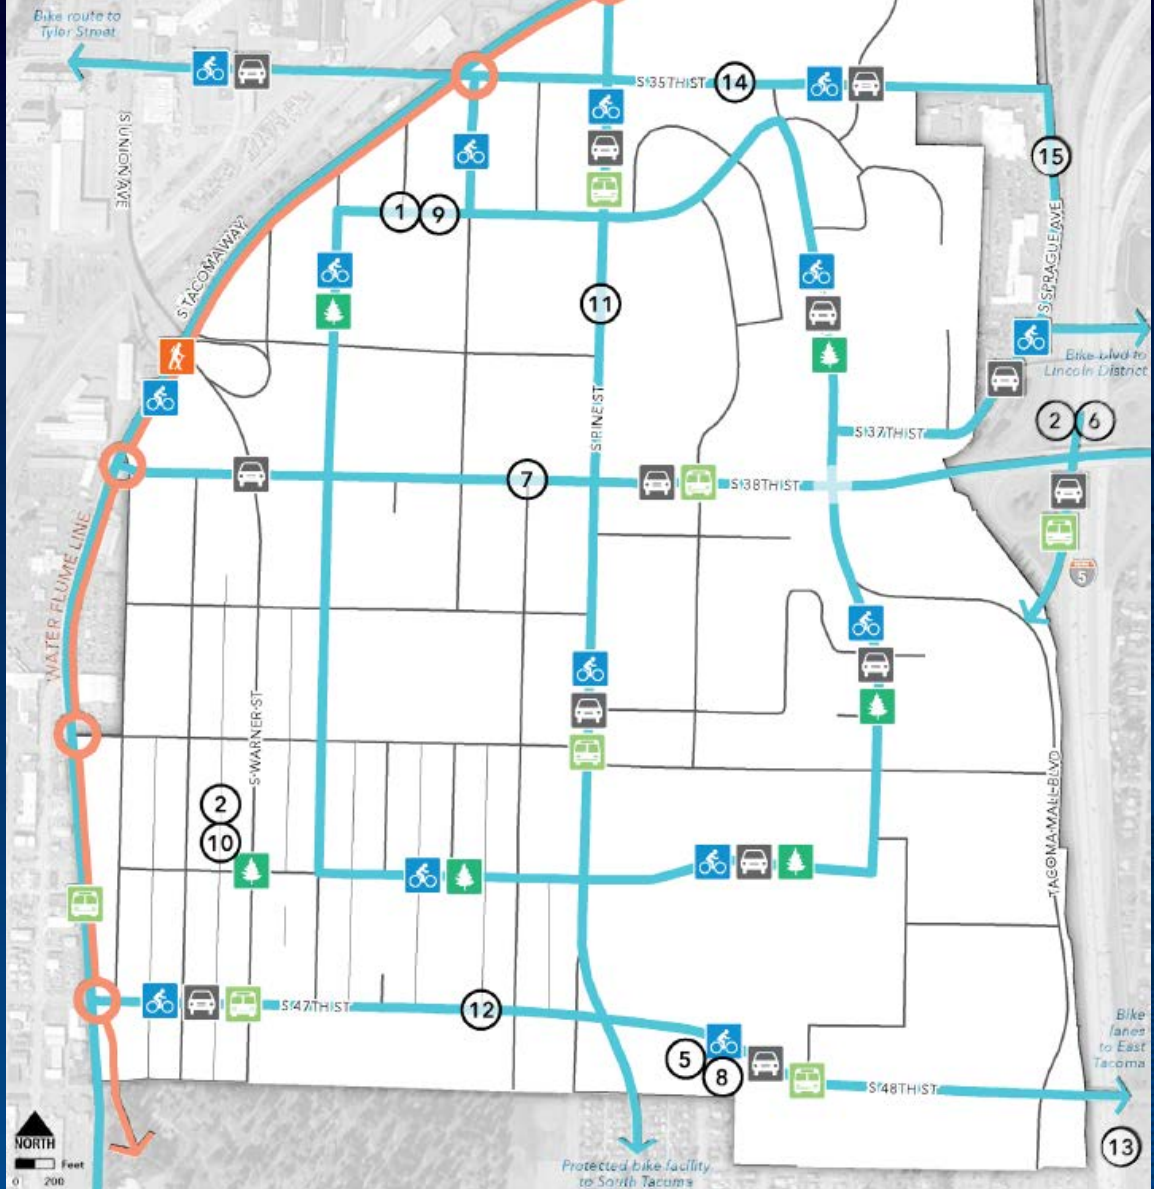 Bike route to
Tyler Street
S 35TH ST
14
15
S UNION AVE
1
9
S TACOMA WAY
S SPRAGUE AVE
11
Bike blvd to
Lincoln District
S PINE ST
S 37TH ST
2
6
7
S 38TH ST
WATER FLUME LINE
5
S WARNER ST
2
10
TACOMA MALL BLVD
S 47TH ST
12
5
8
S 48TH ST
Bike
lanes
to East
Tacoma
13
NORTH
Feet
0 200
Protected bike facility
to South Tacoma